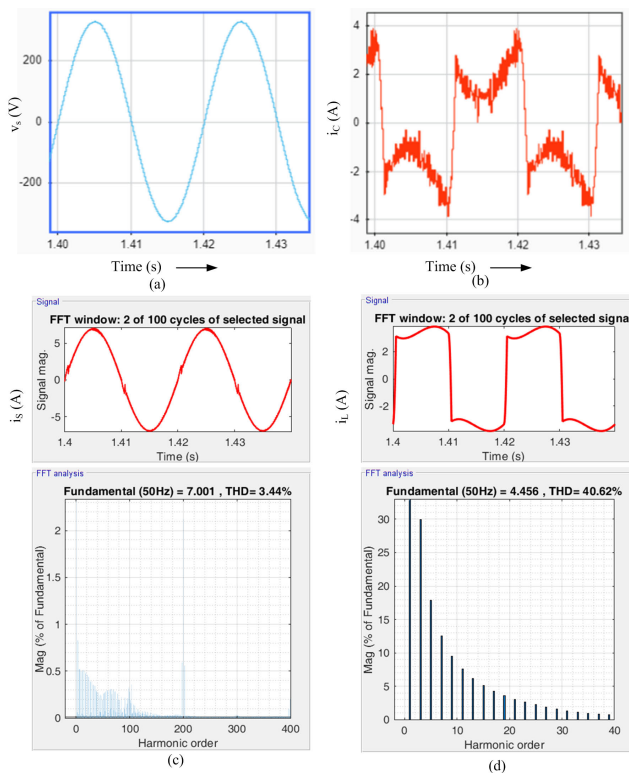 200
0
-200
v_s (V)
1.40
1.41
1.42
1.43
Time (s)
(a)
4
2
0
-2
-4
i_C (A)
1.40
1.41
1.42
1.43
Time (s)
(b)
Signal
FFT window: 2 of 100 cycles of selected signal
5
0
-5
Signal mag.
i_S (A)
1.4
1.41
1.42
1.43
Time (s)
FFT analysis
Fundamental (50Hz) = 7.001 , THD= 3.44%
2
1.5
1
0.5
0
Mag (% of Fundamental)
0
100
200
300
400
Harmonic order
(c)
Signal
FFT window: 2 of 100 cycles of selected signal
2
0
-2
Signal mag.
i_L (A)
1.4
1.41
1.42
1.43
Time (s)
FFT analysis
Fundamental (50Hz) = 4.456 , THD= 40.62%
30
25
20
15
10
5
0
Mag (% of Fundamental)
0
10
20
30
40
Harmonic order
(d)